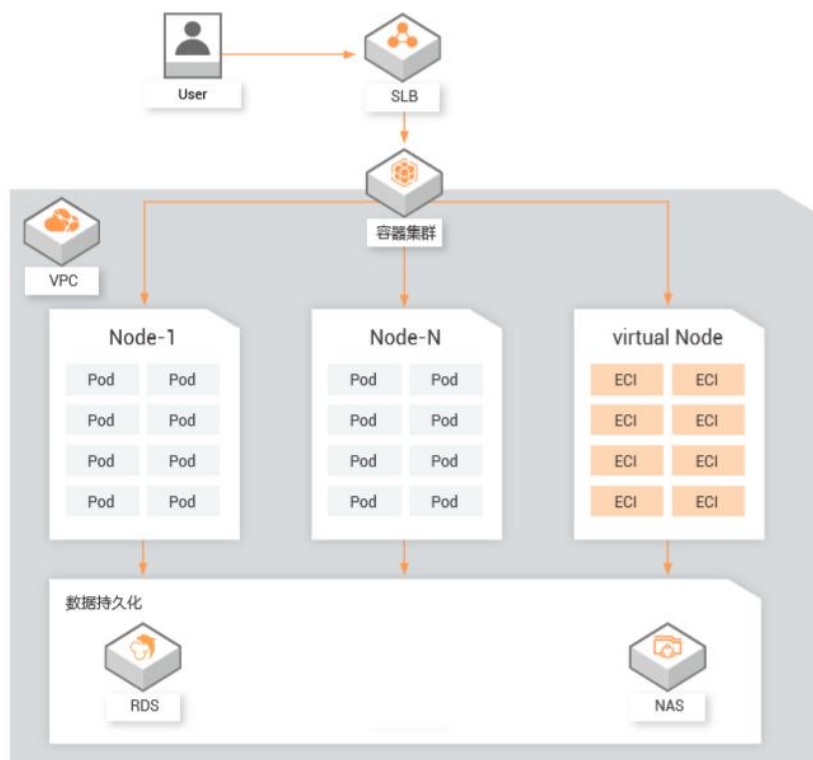 User
SLB
容器集群
VPC
Node-1
Pod Pod
Pod Pod
Pod Pod
Pod Pod
Node-N
Pod Pod
Pod Pod
Pod Pod
Pod Pod
virtual Node
ECI ECI
ECI ECI
ECI ECI
ECI ECI
数据持久化
RDS
NAS